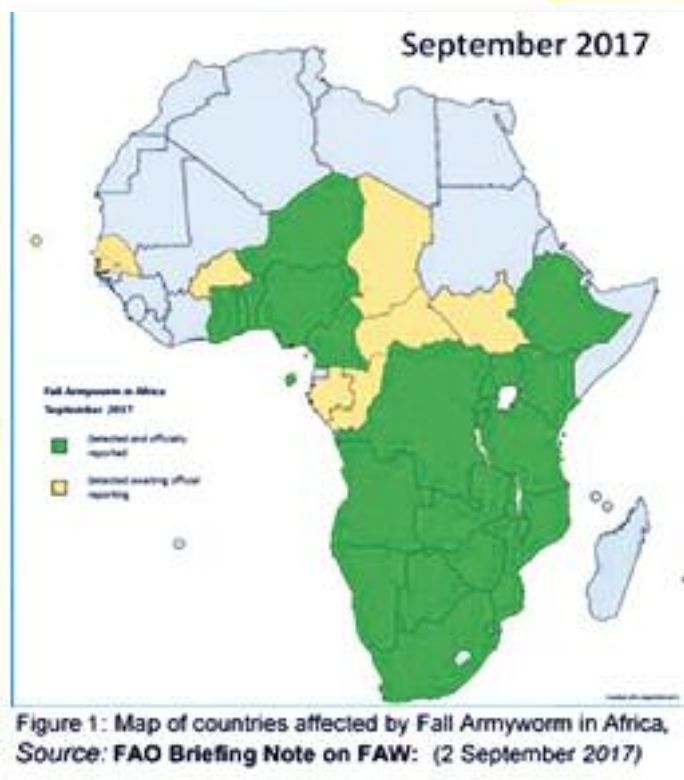 September 2017
Fall Armyworm in Africa
September 2017
Detected and officially
reported
Detected awaiting official
reporting
Figure 1: Map of countries affected by Fall Armyworm in Africa,
Source: FAO Briefing Note on FAW: (2 September 2017)